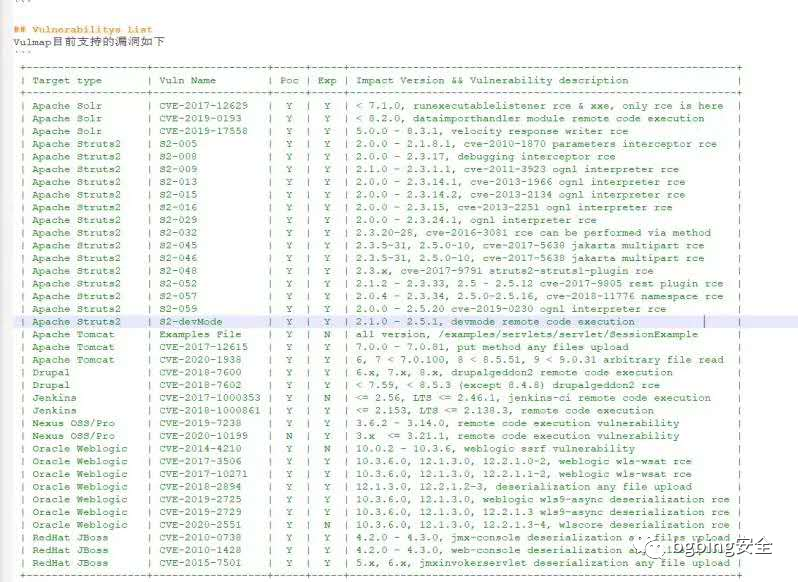 ```
## Vulnerabilitys List
Vulmap目前支持的漏洞如下
```
+-------------------+------------------+-----+-----+-------------------------------------------------------------+
| Target type | Vuln Name | Poc | Exp | Impact Version && Vulnerability description |
+-------------------+------------------+-----+-----+-------------------------------------------------------------+
| Apache Solr | CVE-2017-12629 | Y | Y | < 7.1.0, runexecutablelistener rce & xxe, only rce is here |
| Apache Solr | CVE-2019-0193 | Y | Y | < 8.2.0, dataimporthandler module remote code execution |
| Apache Solr | CVE-2019-17558 | Y | Y | 5.0.0 - 8.3.1, velocity response writer rce |
| Apache Struts2 | S2-005 | Y | Y | 2.0.0 - 2.1.8.1, cve-2010-1870 parameters interceptor rce |
| Apache Struts2 | S2-008 | Y | Y | 2.0.0 - 2.3.17, debugging interceptor rce |
| Apache Struts2 | S2-009 | Y | Y | 2.1.0 - 2.3.1.1, cve-2011-3923 ognl interpreter rce |
| Apache Struts2 | S2-013 | Y | Y | 2.0.0 - 2.3.14.1, cve-2013-1966 ognl interpreter rce |
| Apache Struts2 | S2-015 | Y | Y | 2.0.0 - 2.3.14.2, cve-2013-2134 ognl interpreter rce |
| Apache Struts2 | S2-016 | Y | Y | 2.0.0 - 2.3.15, cve-2013-2251 ognl interpreter rce |
| Apache Struts2 | S2-029 | Y | Y | 2.0.0 - 2.3.24.1, ognl interpreter rce |
| Apache Struts2 | S2-032 | Y | Y | 2.3.20-28, cve-2016-3081 rce can be performed via method |
| Apache Struts2 | S2-045 | Y | Y | 2.3.5-31, 2.5.0-10, cve-2017-5638 jakarta multipart rce |
| Apache Struts2 | S2-046 | Y | Y | 2.3.5-31, 2.5.0-10, cve-2017-5638 jakarta multipart rce |
| Apache Struts2 | S2-048 | Y | Y | 2.3.x, cve-2017-9791 struts2-struts1-plugin rce |
| Apache Struts2 | S2-052 | Y | Y | 2.1.2 - 2.3.33, 2.5 - 2.5.12 cve-2017-9805 rest plugin rce |
| Apache Struts2 | S2-057 | Y | Y | 2.0.4 - 2.3.34, 2.5.0-2.5.16, cve-2018-11776 namespace rce |
| Apache Struts2 | S2-059 | Y | Y | 2.0.0 - 2.5.20 cve-2019-0230 ognl interpreter rce |
| Apache Struts2 | S2-devMode | Y | Y | 2.1.0 - 2.5.1, devmode remote code execution |
| Apache Tomcat | Examples File | Y | N | all version, /examples/servlets/servlet/SessionExample |
| Apache Tomcat | CVE-2017-12615 | Y | Y | 7.0.0 - 7.0.81, put method any files upload |
| Apache Tomcat | CVE-2020-1938 | Y | Y | 6, 7 < 7.0.100, 8 < 8.5.51, 9 < 9.0.31 arbitrary file read |
| Drupal | CVE-2018-7600 | Y | Y | 6.x, 7.x, 8.x, drupalgeddon2 remote code execution |
| Drupal | CVE-2018-7602 | Y | Y | < 7.59, < 8.5.3 (except 8.4.8) drupalgeddon2 rce |
| Jenkins | CVE-2017-1000353 | Y | N | <= 2.56, LTS <= 2.46.1, jenkins-ci remote code execution |
| Jenkins | CVE-2018-1000861 | Y | Y | <= 2.153, LTS <= 2.138.3, remote code execution |
| Nexus OSS/Pro | CVE-2019-7238 | Y | Y | 3.6.2 - 3.14.0, remote code execution vulnerability |
| Nexus OSS/Pro | CVE-2020-10199 | N | Y | 3.x <= 3.21.1, remote code execution vulnerability |
| Oracle Weblogic | CVE-2014-4210 | Y | N | 10.0.2 - 10.3.6, weblogic ssrf vulnerability |
| Oracle Weblogic | CVE-2017-3506 | Y | Y | 10.3.6.0, 12.1.3.0, 12.2.1.0-2, weblogic wls-wsat rce |
| Oracle Weblogic | CVE-2017-10271 | Y | Y | 10.3.6.0, 12.1.3.0, 12.2.1.1-2, weblogic wls-wsat rce |
| Oracle Weblogic | CVE-2018-2894 | Y | Y | 12.1.3.0, 12.2.1.2-3, deserialization any file upload |
| Oracle Weblogic | CVE-2019-2725 | Y | Y | 10.3.6.0, 12.1.3.0, weblogic wls9-async deserialization rce |
| Oracle Weblogic | CVE-2019-2729 | Y | Y | 10.3.6.0, 12.1.3.0, 12.2.1.3 wls9-async deserialization rce |
| Oracle Weblogic | CVE-2020-2551 | Y | N | 10.3.6.0, 12.1.3.0, 12.2.1.3-4, wlscore deserialization rce |
| RedHat JBoss | CVE-2010-0738 | Y | Y | 4.2.0 - 4.3.0, jmx-console deserialization any files upload |
| RedHat JBoss | CVE-2010-1428 | Y | Y | 4.2.0 - 4.3.0, web-console deserialization any files upload |
| RedHat JBoss | CVE-2015-7501 | Y | Y | 5.x, 6.x, jmxinvokerservlet deserialization any file upload |
+-------------------+------------------+-----+-----+-------------------------------------------------------------+
bgbing安全